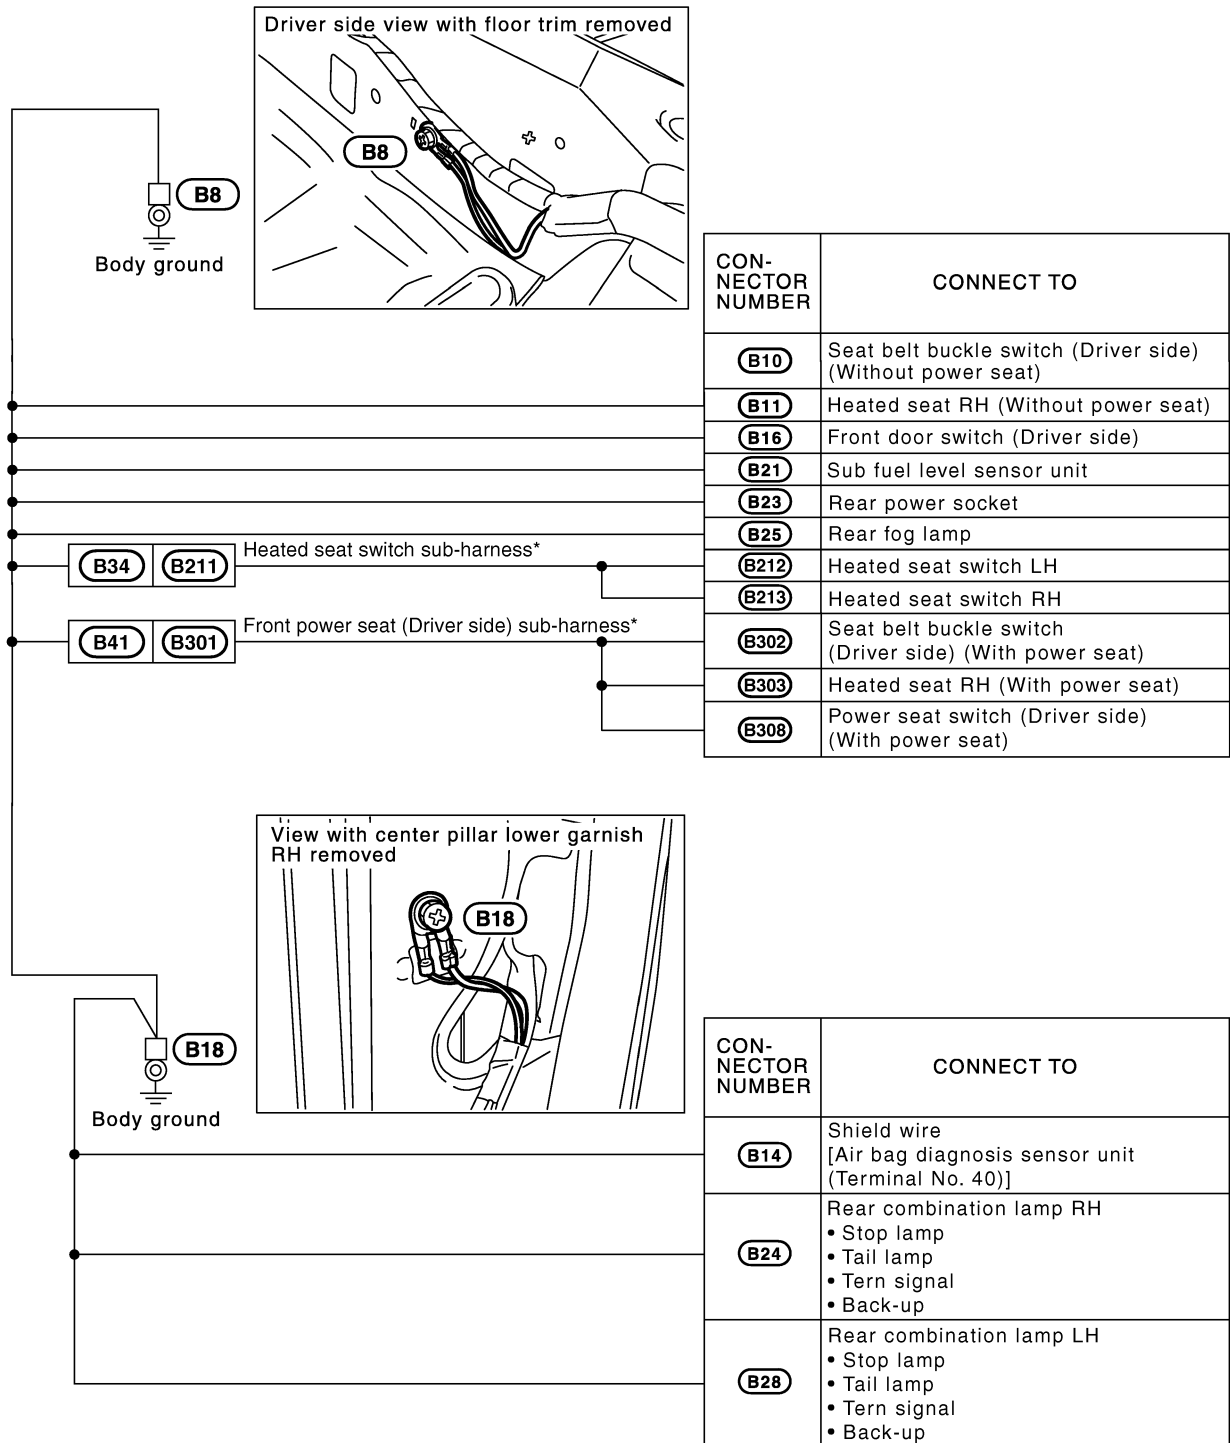 Driver side view with floor trim removed
B8
B8
Body ground
CON-
NECTOR
NUMBER
CONNECT TO
B10
Seat belt buckle switch (Driver side)
(Without power seat)
B11
Heated seat RH (Without power seat)
B16
Front door switch (Driver side)
B21
Sub fuel level sensor unit
B23
Rear power socket
B25
Rear fog lamp
B34
B211
Heated seat switch sub-harness*
B212
Heated seat switch LH
B213
Heated seat switch RH
B41
B301
Front power seat (Driver side) sub-harness*
B302
Seat belt buckle switch
(Driver side) (With power seat)
B303
Heated seat RH (With power seat)
B308
Power seat switch (Driver side)
(With power seat)
View with center pillar lower garnish
RH removed
B18
B18
Body ground
CON-
NECTOR
NUMBER
CONNECT TO
B14
Shield wire
[Air bag diagnosis sensor unit
(Terminal No. 40)]
B24
Rear combination lamp RH
• Stop lamp
• Tail lamp
• Tern signal
• Back-up
B28
Rear combination lamp LH
• Stop lamp
• Tail lamp
• Tern signal
• Back-up